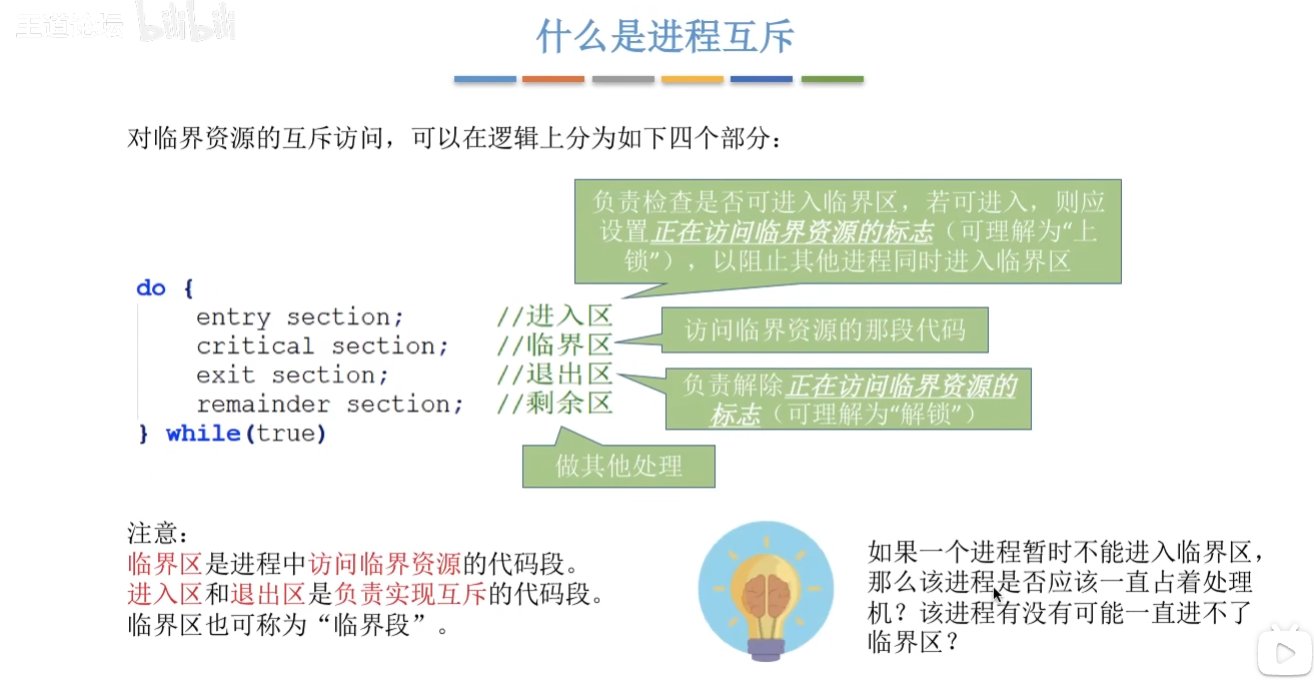 王道论坛 bilibili
什么是进程互斥
对临界资源的互斥访问，可以在逻辑上分为如下四个部分：
负责检查是否可进入临界区，若可进入，则应
设置正在访问临界资源的标志（可理解为“上
锁”），以阻止其他进程同时进入临界区
do {
entry section; //进入区
critical section; //临界区
exit section; //退出区
remainder section; //剩余区
} while(true)
访问临界资源的那段代码
负责解除正在访问临界资源的
标志（可理解为“解锁”）
做其他处理
注意：
临界区是进程中访问临界资源的代码段。
进入区和退出区是负责实现互斥的代码段。
临界区也可称为“临界段”。
如果一个进程暂时不能进入临界区，
那么该进程是否应该一直占着处理
机？该进程有没有可能一直进不了
临界区？